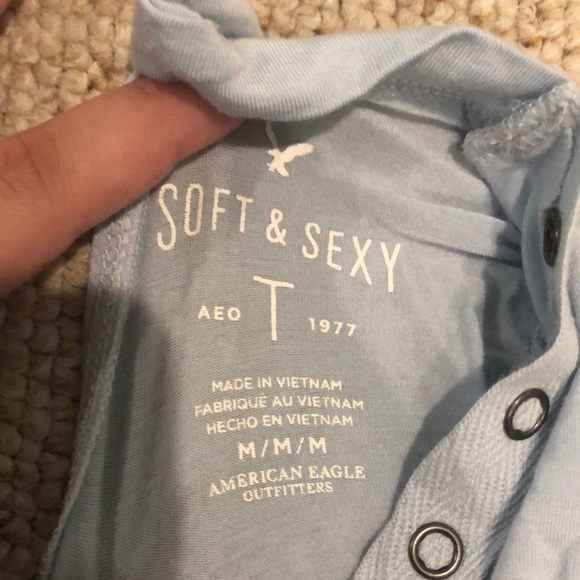 SOFT & SEXY
AEO T 1977
MADE IN VIETNAM
FABRIQUÉ AU VIETNAM
HECHO EN VIETNAM
M/M/M
AMERICAN EAGLE
OUTFITTERS